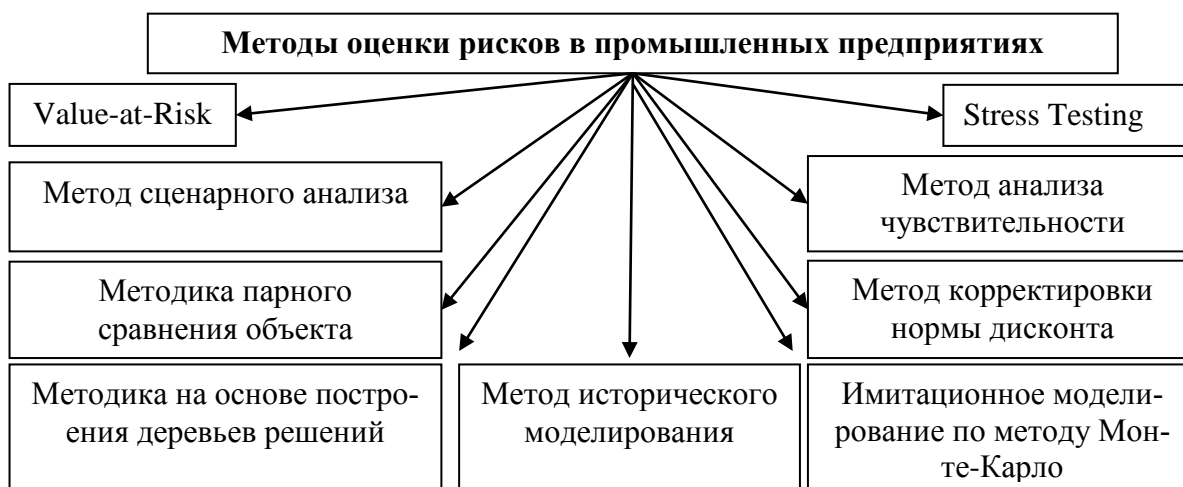 Методы оценки рисков в промышленных предприятиях
Value-at-Risk
Stress Testing
Метод сценарного анализа
Метод анализа
чувствительности
Методика парного
сравнения объекта
Метод корректировки
нормы дисконта
Методика на основе постро-
ения деревьев решений
Метод исторического
моделирования
Имитационное модели-
рование по методу Мон-
те-Карло